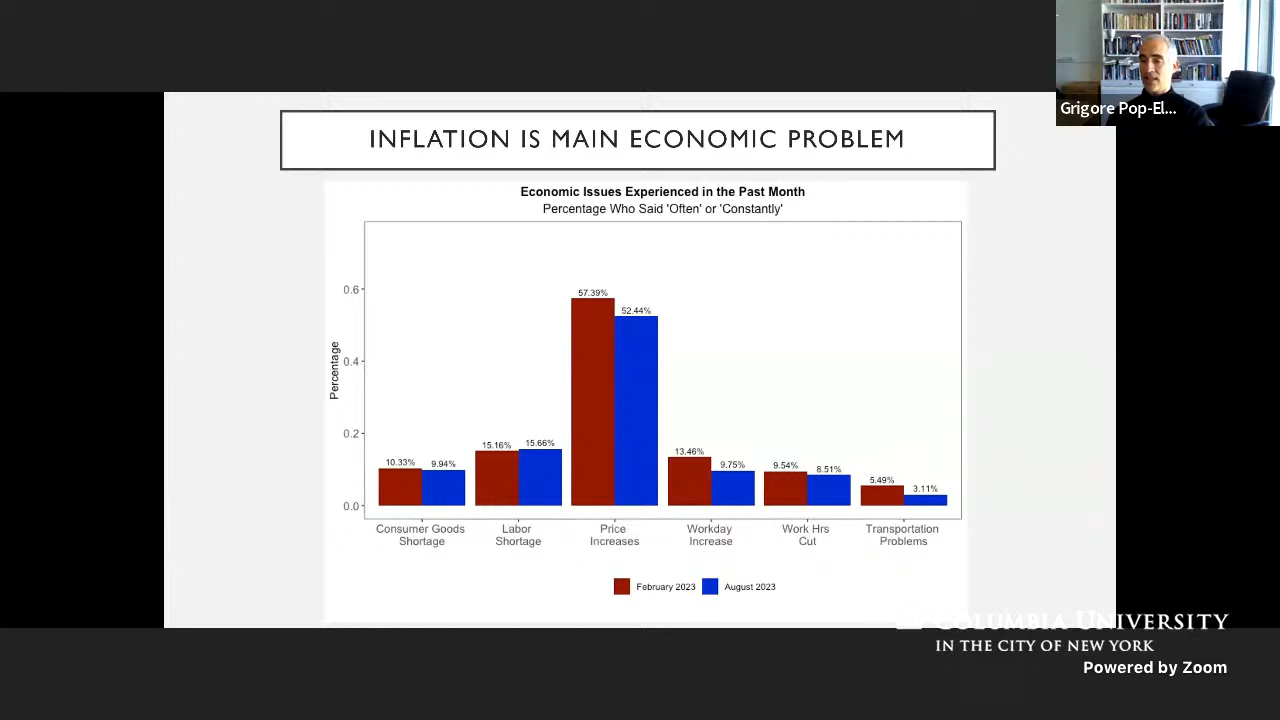 Grigore Pop-El...
INFLATION IS MAIN ECONOMIC PROBLEM
Economic Issues Experienced in the Past Month
Percentage Who Said 'Often' or 'Constantly'
Percentage
0.6
0.4
0.2
0.0
10.33%
9.94%
15.16%
15.66%
57.39%
52.44%
13.46%
9.75%
9.54%
8.51%
5.49%
3.11%
Consumer Goods
Shortage
Labor
Shortage
Price
Increases
Workday
Increase
Work Hrs
Cut
Transportation
Problems
February 2023
August 2023
COLUMBIA UNIVERSITY
IN THE CITY OF NEW YORK
Powered by Zoom